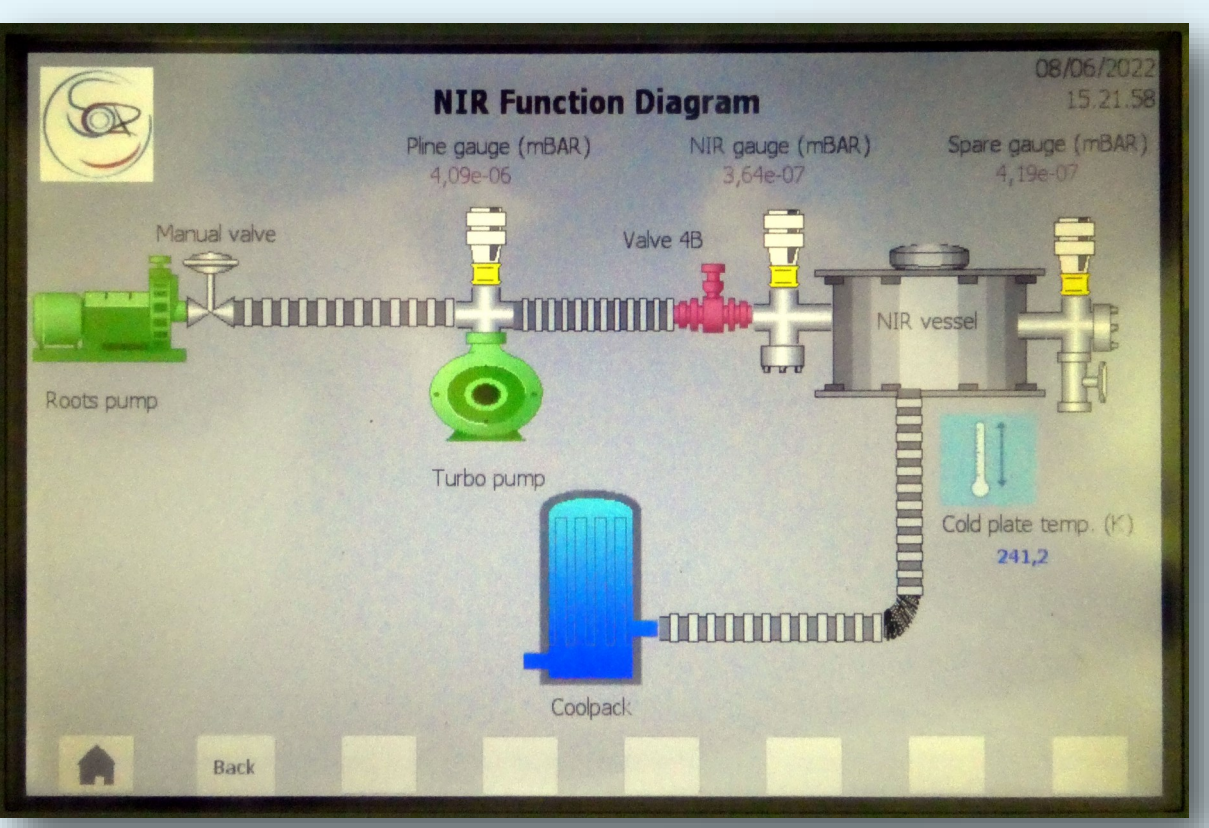 08/06/2022
NIR Function Diagram
15.21.58
Pline gauge (mBAR)
NIR gauge (mBAR)
Spare gauge (mBAR)
4,09e-06
3,64e-07
4,19e-07
Manual valve
Valve 4B
NIR vessel
Roots pump
Turbo pump
Cold plate temp. (K)
241,2
Coolpack
Back